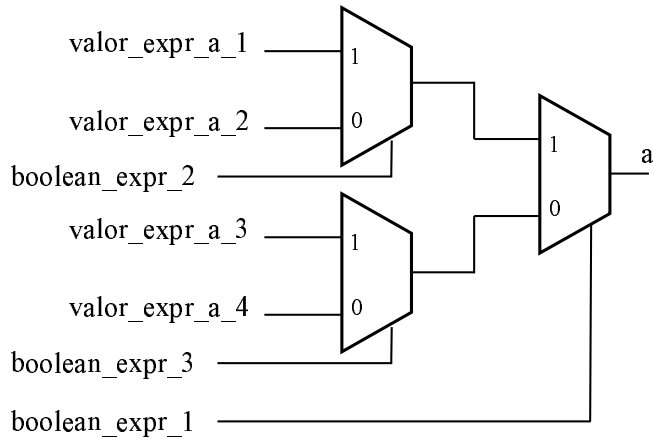 valor_expr_a_1
1
valor_expr_a_2
0
boolean_expr_2
1
a
0
valor_expr_a_3
1
valor_expr_a_4
0
boolean_expr_3
boolean_expr_1